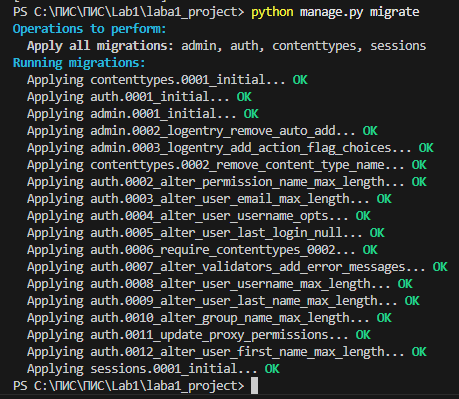 PS C:\ПИС\ПИС\Lab1\laba1_project> python manage.py migrate
Operations to perform:
  Apply all migrations: admin, auth, contenttypes, sessions
Running migrations:
  Applying contenttypes.0001_initial... OK
  Applying auth.0001_initial... OK
  Applying admin.0001_initial... OK
  Applying admin.0002_logentry_remove_auto_add... OK
  Applying admin.0003_logentry_add_action_flag_choices... OK
  Applying contenttypes.0002_remove_content_type_name... OK
  Applying auth.0002_alter_permission_name_max_length... OK
  Applying auth.0003_alter_user_email_max_length... OK
  Applying auth.0004_alter_user_username_opts... OK
  Applying auth.0005_alter_user_last_login_null... OK
  Applying auth.0006_require_contenttypes_0002... OK
  Applying auth.0007_alter_validators_add_error_messages... OK
  Applying auth.0008_alter_user_username_max_length... OK
  Applying auth.0009_alter_user_last_name_max_length... OK
  Applying auth.0010_alter_group_name_max_length... OK
  Applying auth.0011_update_proxy_permissions... OK
  Applying auth.0012_alter_user_first_name_max_length... OK
  Applying sessions.0001_initial... OK
PS C:\ПИС\ПИС\Lab1\laba1_project>